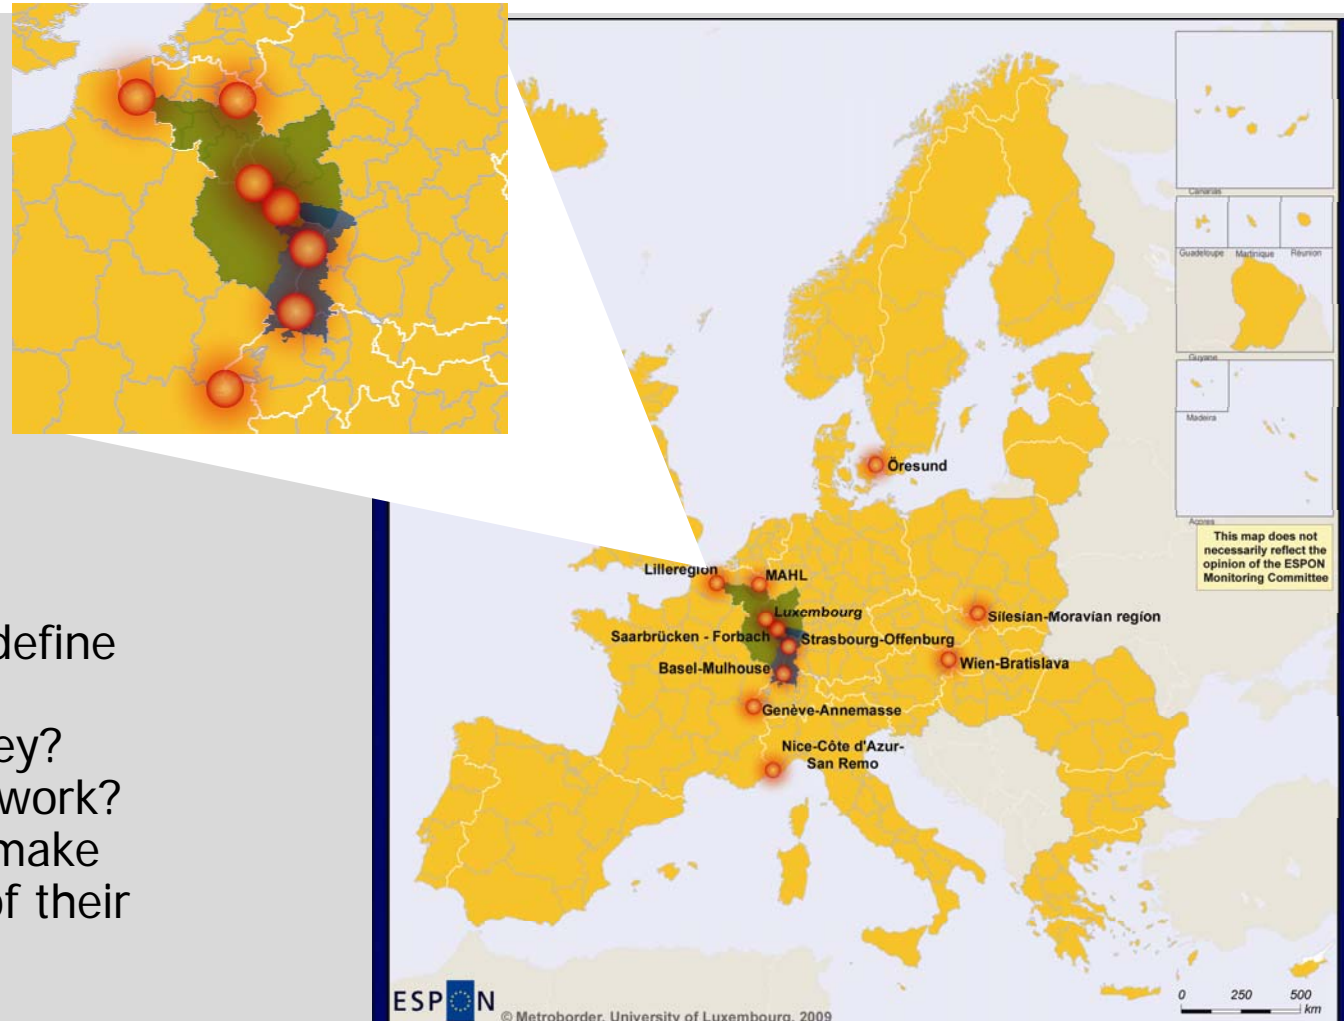 Canarias
Guadeloupe Martinique Réunion
Guyane
Madeira
Acores
This map does not
necessarily reflect the
opinion of the ESPON
Monitoring Committee
Öresund
Lilleregion
MAHL
Luxembourg
Silesian-Moravian region
Saarbrücken - Forbach
Strasbourg-Offenburg
Wien-Bratislava
Basel-Mulhouse
Genève-Annemasse
Nice-Côte d'Azur-
San Remo
define
ey?
work?
make
of their
ESPON
© Metroborder, University of Luxembourg, 2009
0 250 500
km